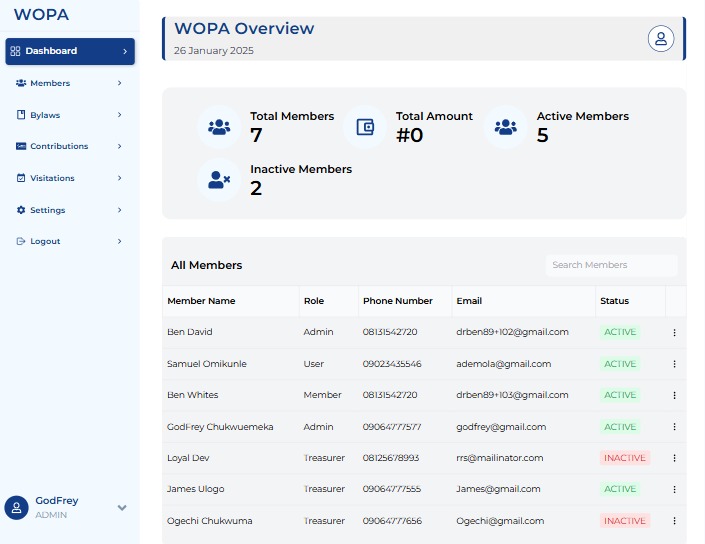 WOPA
Dashboard
Members
Bylaws
Contributions
Visitations
Settings
Logout
GodFrey
ADMIN
WOPA Overview
26 January 2025
Total Members
7
Total Amount
#0
Active Members
5
Inactive Members
2
All Members
Search Members
Member Name Role Phone Number Email Status
Ben David Admin 08131542720 drben89+102@gmail.com ACTIVE
Samuel Omikunle User 09023435546 ademola@gmail.com ACTIVE
Ben Whites Member 08131542720 drben89+103@gmail.com ACTIVE
GodFrey Chukwuemeka Admin 09064777577 godfrey@gmail.com ACTIVE
Loyal Dev Treasurer 08125678993 rrs@mailinator.com INACTIVE
James Ulogo Treasurer 09064777555 James@gmail.com ACTIVE
Ogechi Chukwuma Treasurer 09064777656 Ogechi@gmail.com INACTIVE